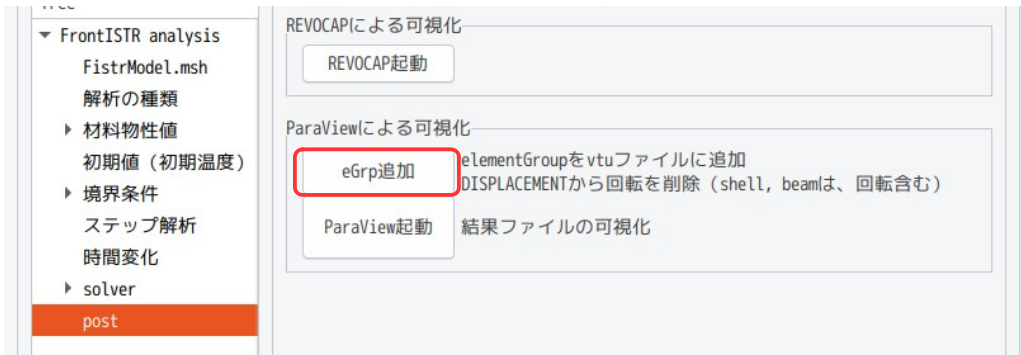 Tree
FrontISTR analysis
FistrModel.msh
解析の種類
材料物性値
初期値（初期温度）
境界条件
ステップ解析
時間変化
solver
post
REVOCAPによる可視化
REVOCAP起動
ParaViewによる可視化
eGrp追加
elementGroupをvtuファイルに追加
DISPLACEMENTから回転を削除（shell, beamは、回転含む）
ParaView起動
結果ファイルの可視化